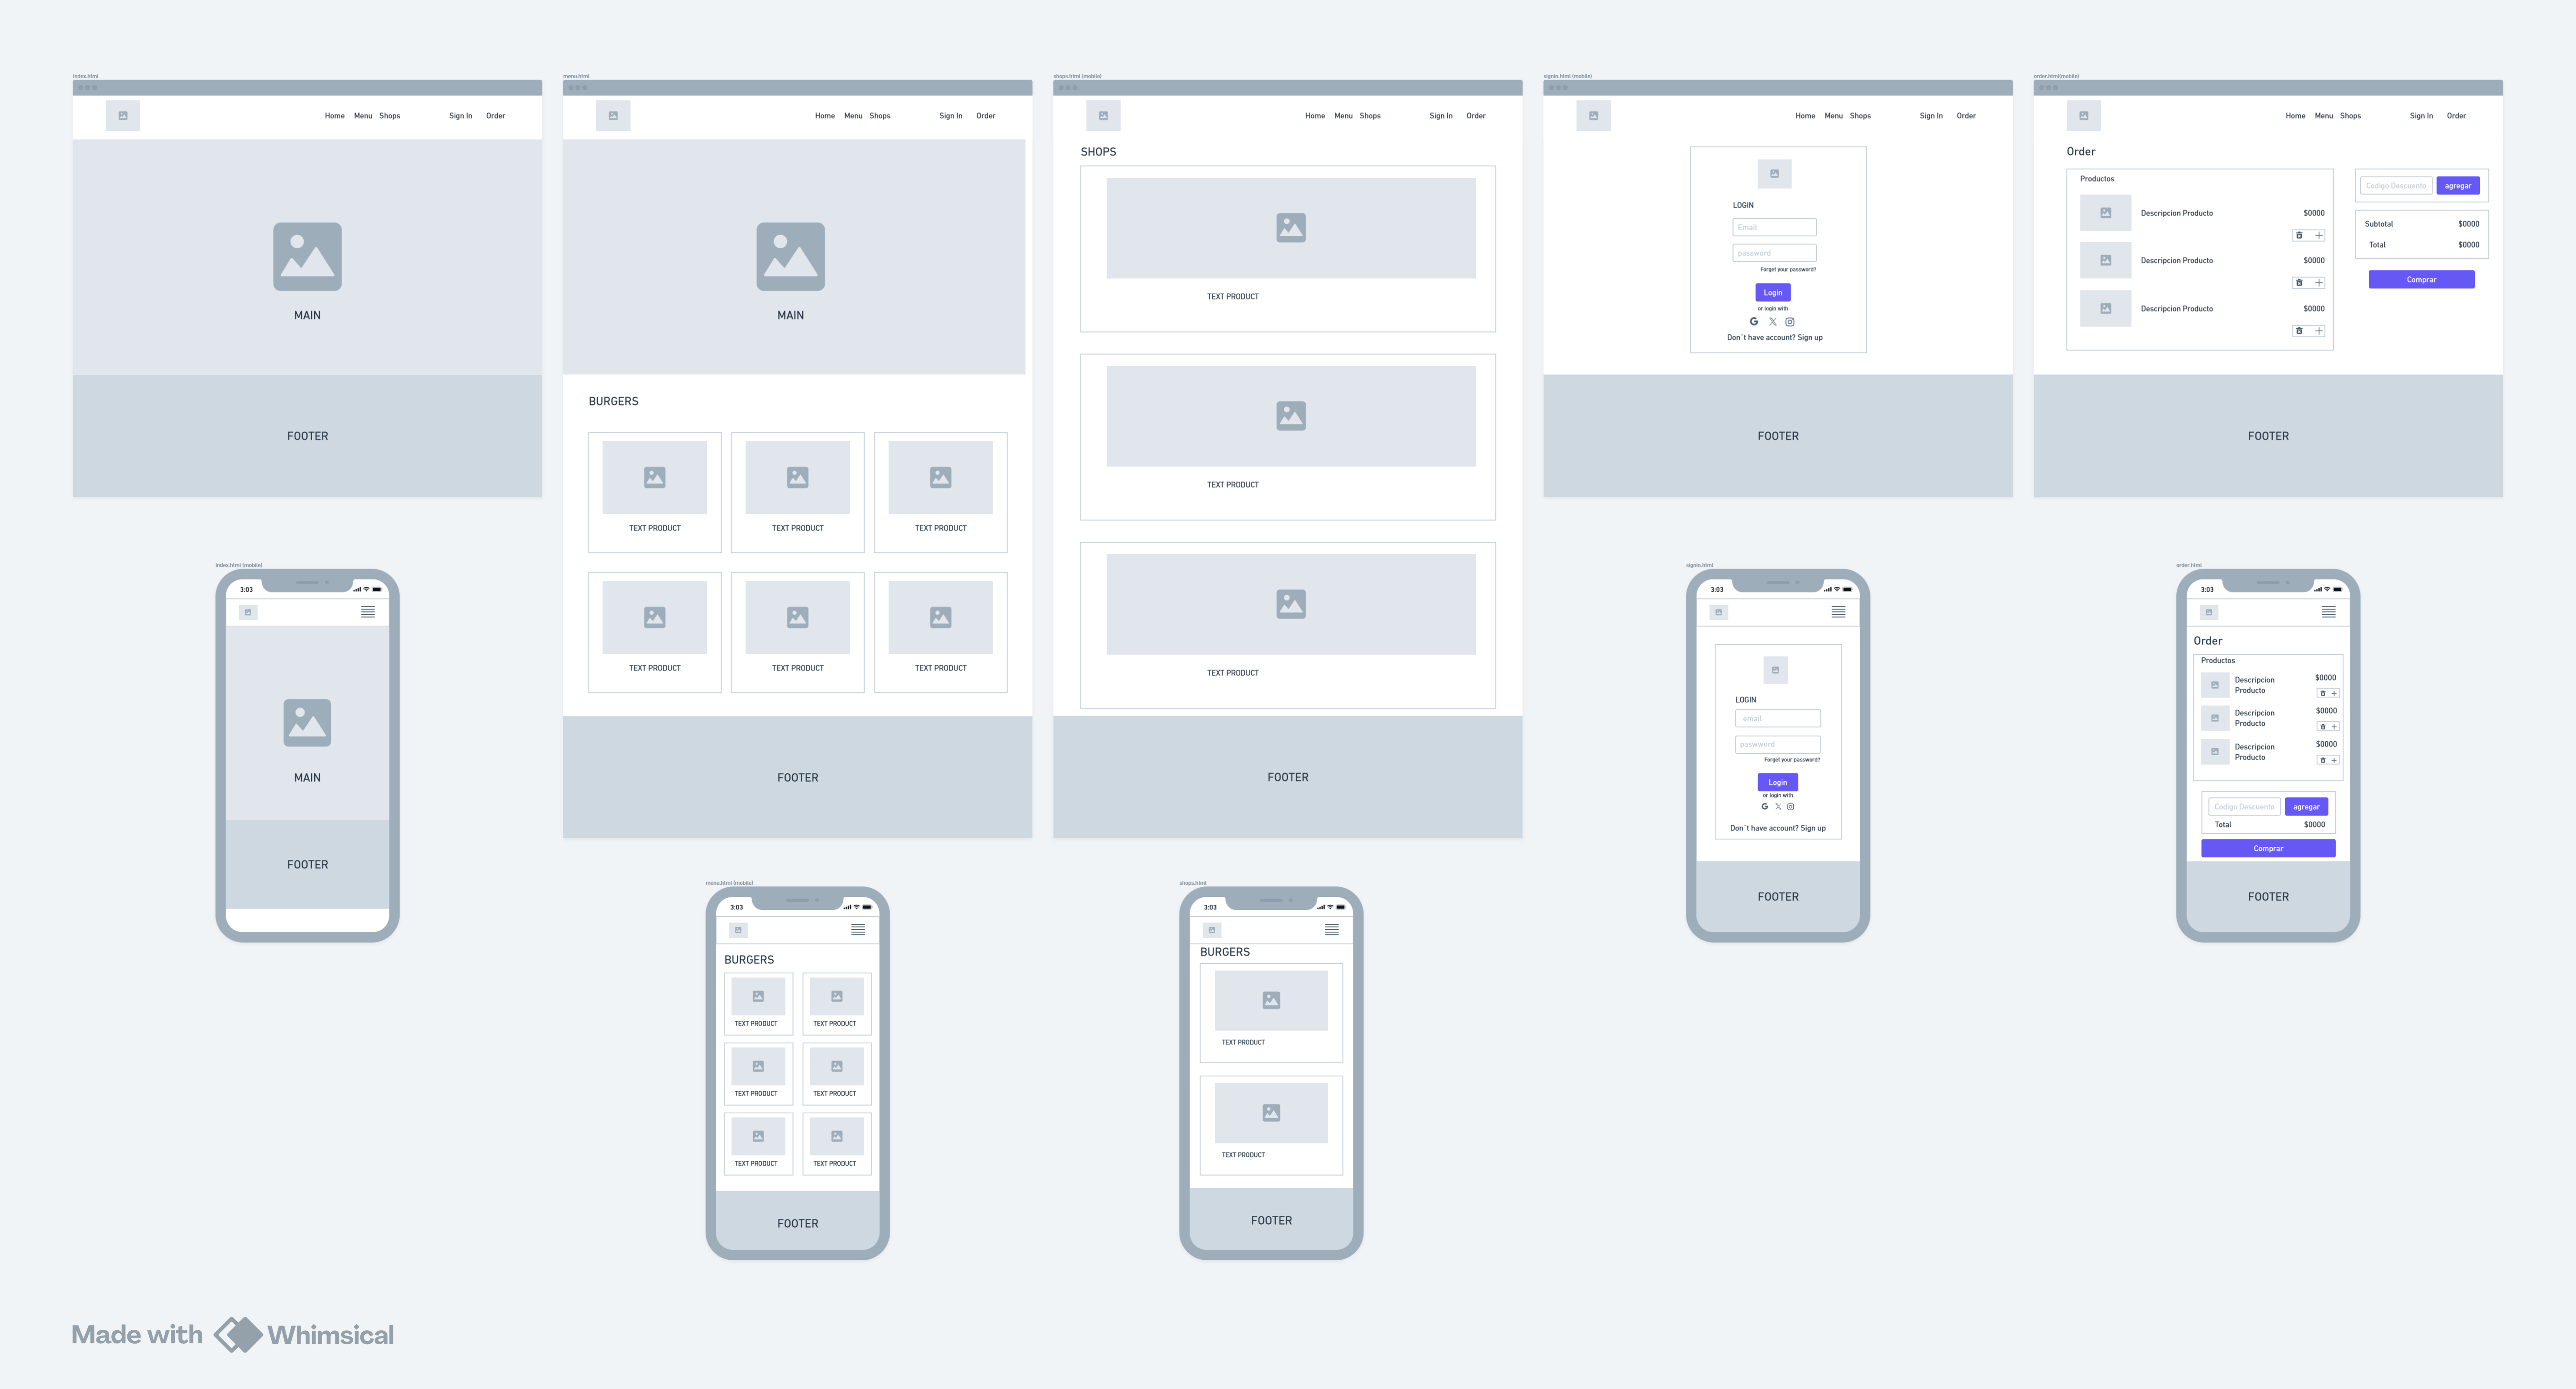 index.html
Home Menu Shops Sign In Order
MAIN
FOOTER
menu.html
Home Menu Shops Sign In Order
MAIN
BURGERS
TEXT PRODUCT TEXT PRODUCT TEXT PRODUCT
TEXT PRODUCT TEXT PRODUCT TEXT PRODUCT
FOOTER
shops.html (mobile)
Home Menu Shops Sign In Order
SHOPS
TEXT PRODUCT
TEXT PRODUCT
TEXT PRODUCT
FOOTER
signin.html (mobile)
Home Menu Shops Sign In Order
LOGIN
Email
password
Forget your password?
Login
or login with
Don´t have account? Sign up
FOOTER
order.html(mobile)
Home Menu Shops Sign In Order
Order
Productos
Descripcion Producto $0000
Descripcion Producto $0000
Descripcion Producto $0000
Codigo Dascuento agregar
Subtotal $0000
Total $0000
Comprar
FOOTER
index.html (mobile)
3:03
MAIN
FOOTER
menu.html (mobile)
3:03
BURGERS
TEXT PRODUCT TEXT PRODUCT
TEXT PRODUCT TEXT PRODUCT
TEXT PRODUCT TEXT PRODUCT
FOOTER
shops.html
3:03
BURGERS
TEXT PRODUCT
TEXT PRODUCT
FOOTER
signin.html
3:03
LOGIN
email
paswword
Forget your password?
Login
or login with
Don´t have account? Sign up
FOOTER
order.html
3:03
Order
Productos
Descripcion
Producto
$0000
Descripcion
Producto
$0000
Descripcion
Producto
$0000
Codigo Descuento agregar
Total $0000
Comprar
FOOTER
Made with Whimsical